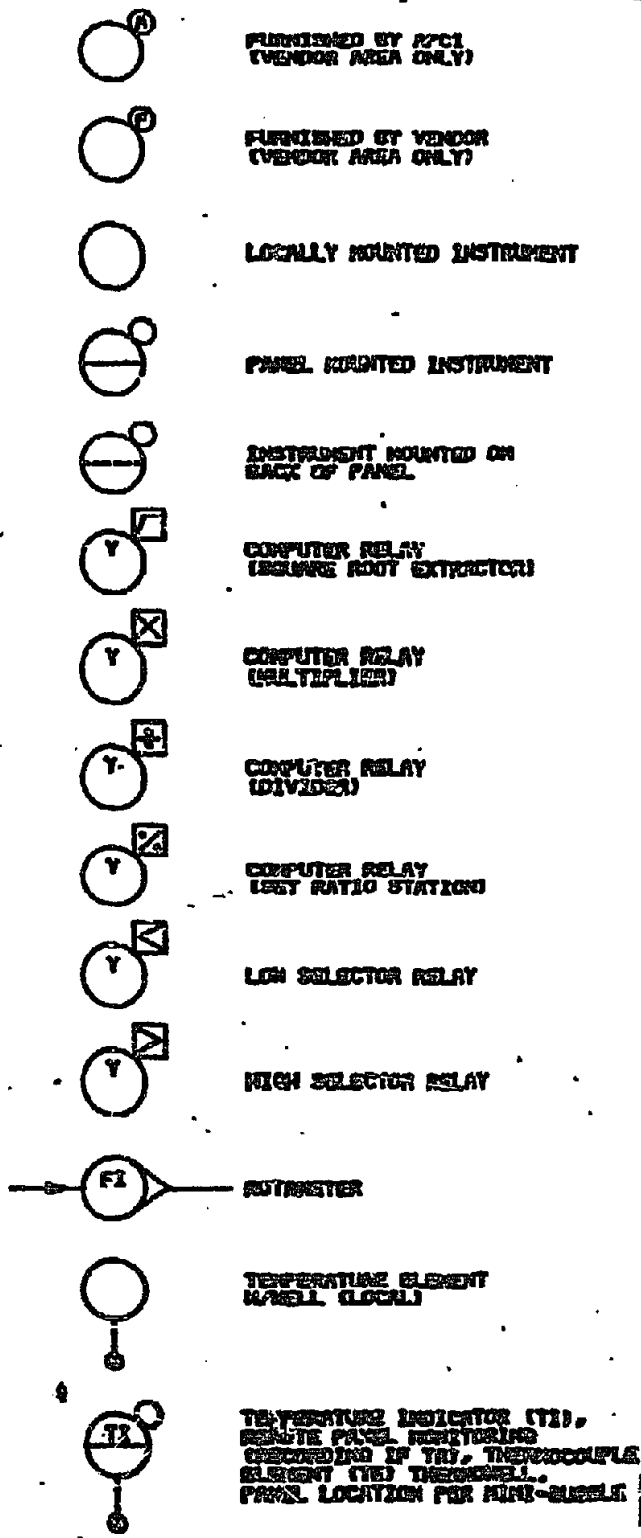 A
FURNISHED BY APCI
(VENDOR AREA ONLY)
P
FURNISHED BY VENDOR
(VENDOR AREA ONLY)
LOCALLY MOUNTED INSTRUMENT
PANEL MOUNTED INSTRUMENT
INSTRUMENT MOUNTED ON
BACK OF PANEL
Y
COMPUTER RELAY
(SQUARE ROOT EXTRACTOR)
Y
X
COMPUTER RELAY
(MULTIPLIER)
Y
÷
COMPUTER RELAY
(DIVIDER)
Y
%
COMPUTER RELAY
(SET RATIO STATION)
Y
<
LOW SELECTOR RELAY
Y
>
HIGH SELECTOR RELAY
FI
ROTAMETER
TEMPERATURE ELEMENT
W/WELL (LOCAL)
TI
TEMPERATURE INDICATOR (TI),
REMOTE PANEL MONITORING
(RECORDING IF TR), THERMOCOUPLE
ELEMENT (TE) THERMOWELL.
PANEL LOCATION PER MINI-BUBBLE